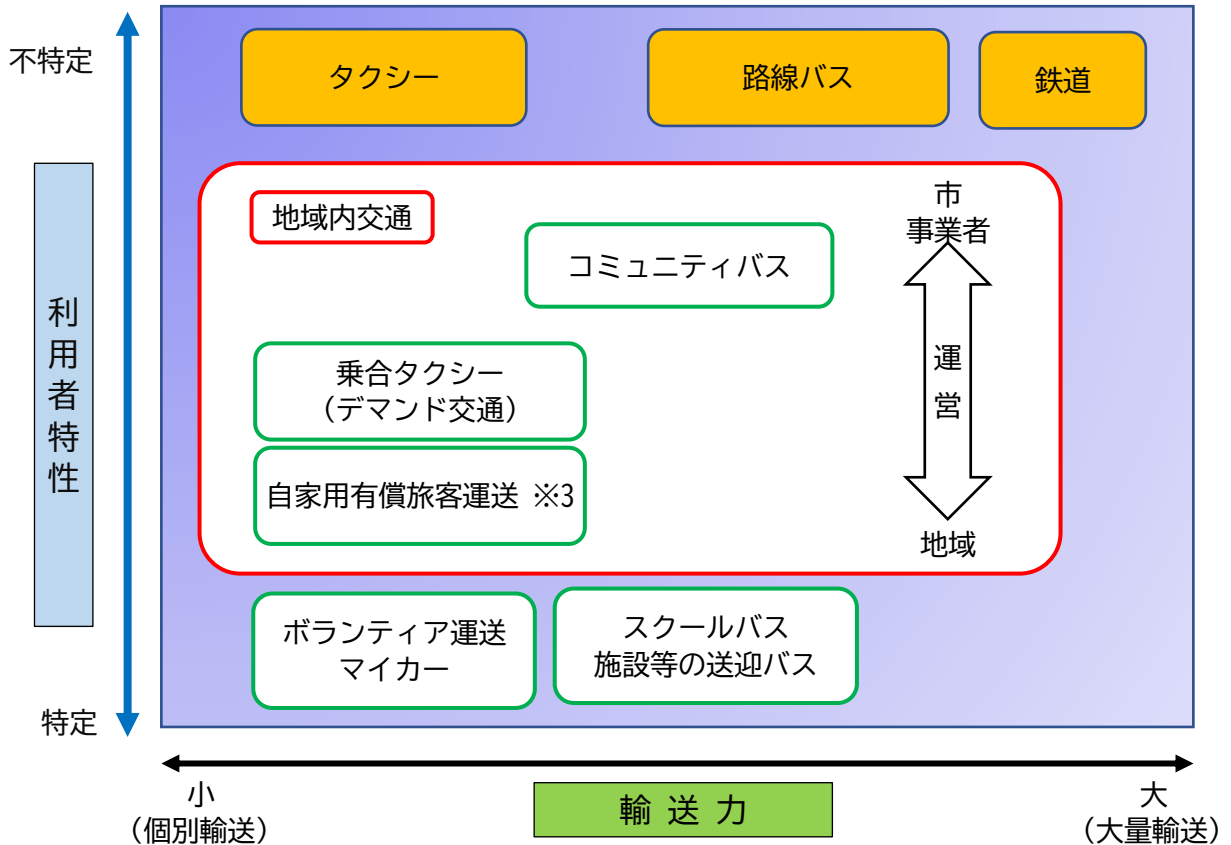 不特定
タクシー
路線バス
鉄道
地域内交通
市
事業者
コミュニティバス
利用者特性
乗合タクシー
（デマンド交通）
運営
自家用有償旅客運送 ※3
地域
ボランティア運送
マイカー
スクールバス
施設等の送迎バス
特定
小
（個別輸送）
輸送力
大
（大量輸送）